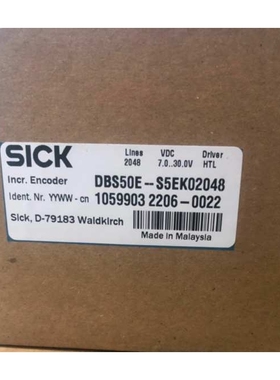 SICK
Lines VDC Driver
2048 7.0..30.0V HTL
Incr. Encoder DBS50E--S5EK02048
Ident. Nr. YYWW - cn 1059903 2206-0022
Sick, D-79183 Waldkirch
Made in Malaysia